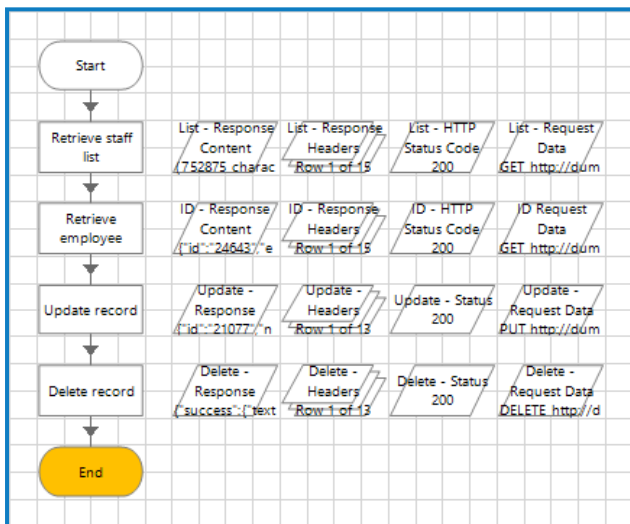 Start
Retrieve staff
list
List - Response
Content
{752875 charac
List - Response
Headers
Row 1 of 15
List - HTTP
Status Code
200
List - Request
Data
GET http://dum
Retrieve
employee
ID - Response
Content
{"id":"24643","e
ID - Response
Headers
Row 1 of 15
ID - HTTP
Status Code
200
ID Request
Data
GET http://dum
Update record
Update -
Response
{"id":"21077","n
Update -
Headers
Row 1 of 13
Update - Status
200
Update -
Request Data
PUT http://dum
Delete record
Delete -
Response
{"success":{"text
Delete -
Headers
Row 1 of 13
Delete - Status
200
Delete -
Request Data
DELETE http://d
End